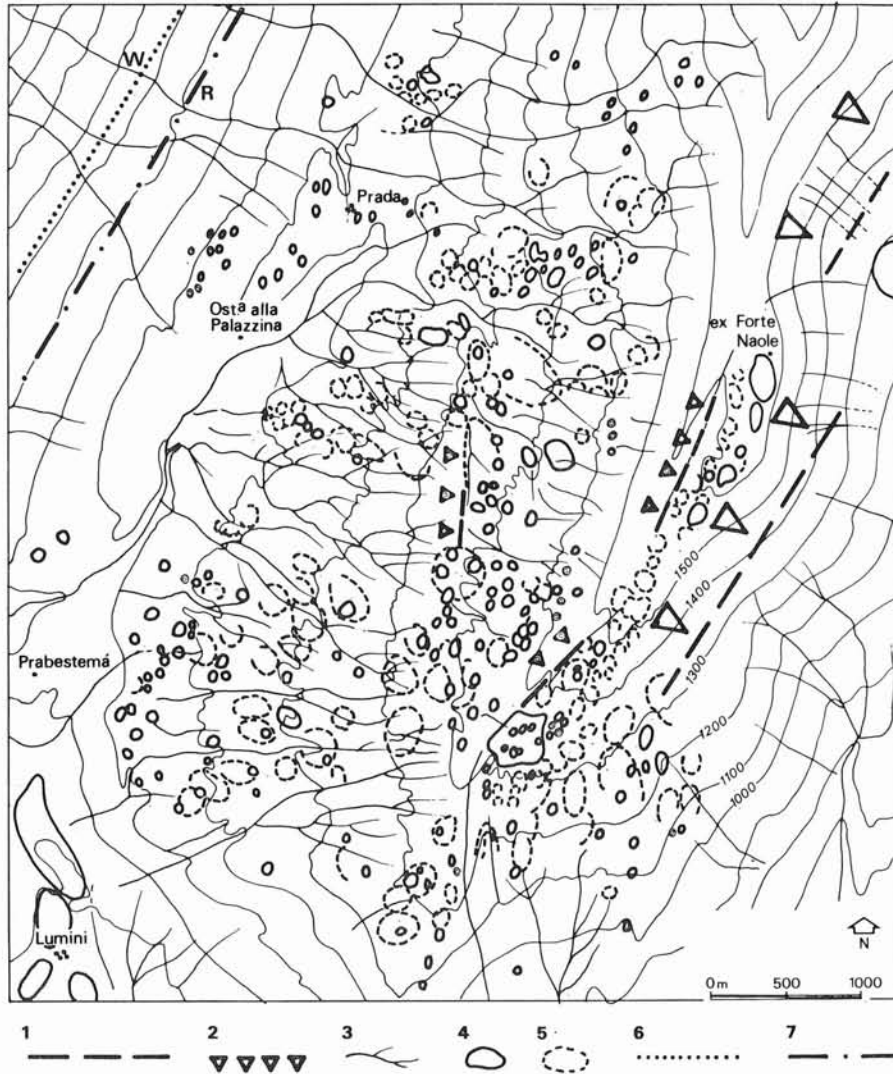 W
R
Prada
Ostª alla
Palazzina
ex Forte
Naole
1500
1400
1300
Prabestemá
1200
1100
1000
Lumini
N
0 m 500 1000
1 2 3 4 5 6 7